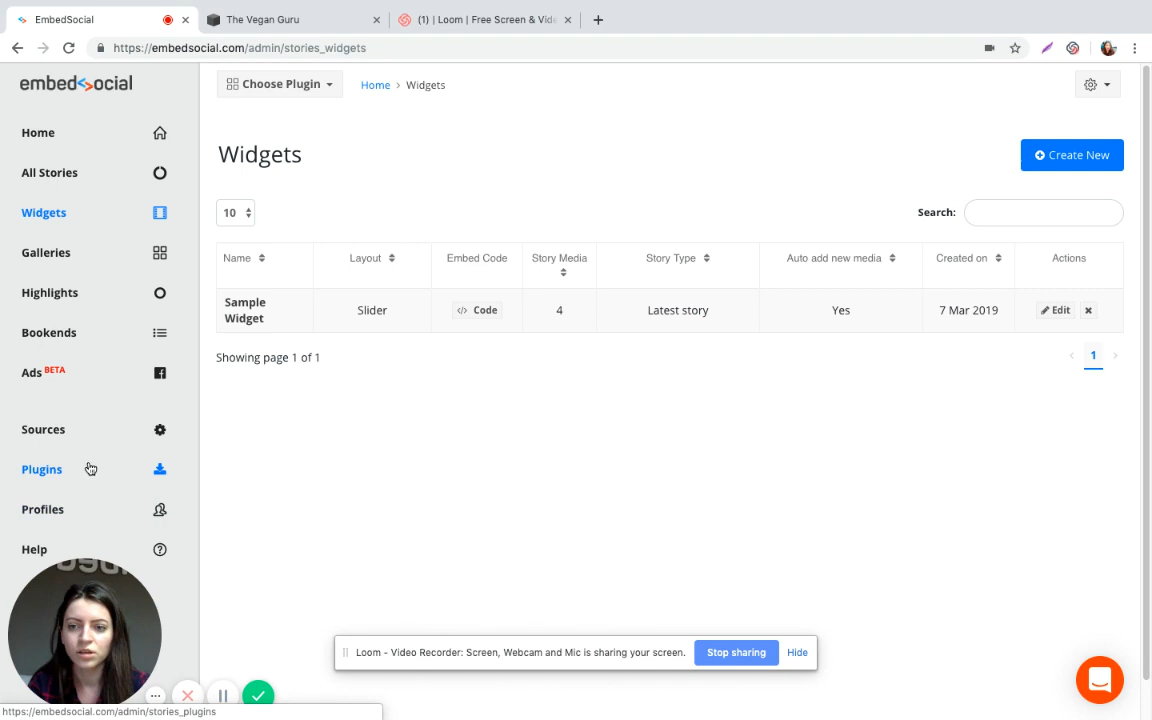 EmbedSocial
The Vegan Guru
(1) | Loom | Free Screen & Vide
https://embedsocial.com/admin/stories_widgets
embedsocial
Choose Plugin
Home › Widgets
Home
All Stories
Widgets
Galleries
Highlights
Bookends
Ads BETA
Sources
Plugins
Profiles
Help
Widgets
Create New
10
Search:
Name
Layout
Embed Code
Story Media
Story Type
Auto add new media
Created on
Actions
Sample
Widget
Slider
</> Code
4
Latest story
Yes
7 Mar 2019
Edit
Showing page 1 of 1
‹ 1 ›
Loom - Video Recorder: Screen, Webcam and Mic is sharing your screen.
Stop sharing
Hide
https://embedsocial.com/admin/stories_plugins